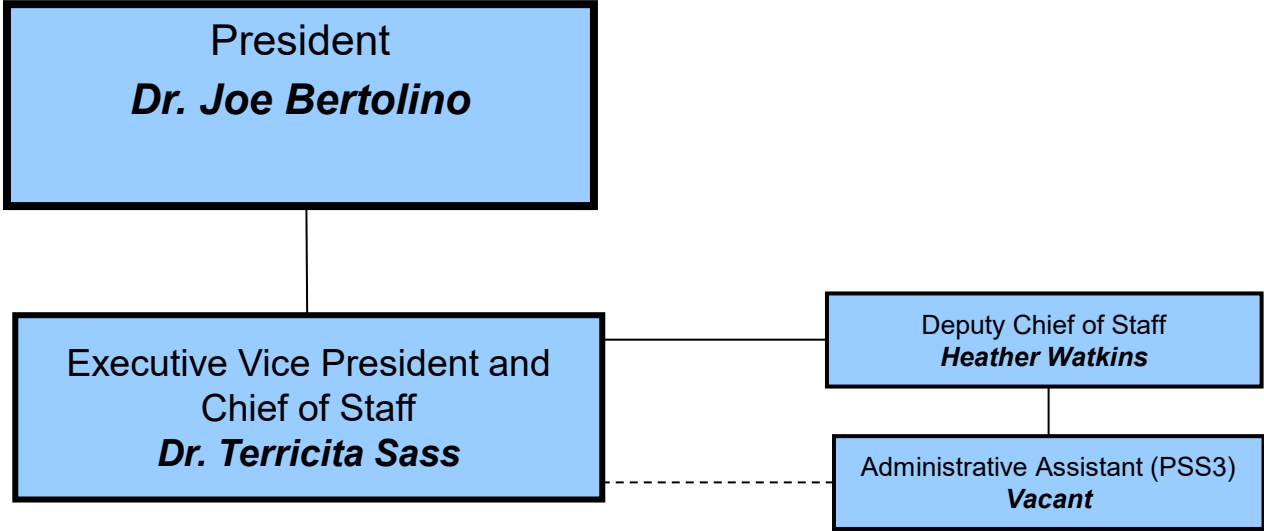 President
Dr. Joe Bertolino
Executive Vice President and
Chief of Staff
Dr. Terricita Sass
Deputy Chief of Staff
Heather Watkins
Administrative Assistant (PSS3)
Vacant